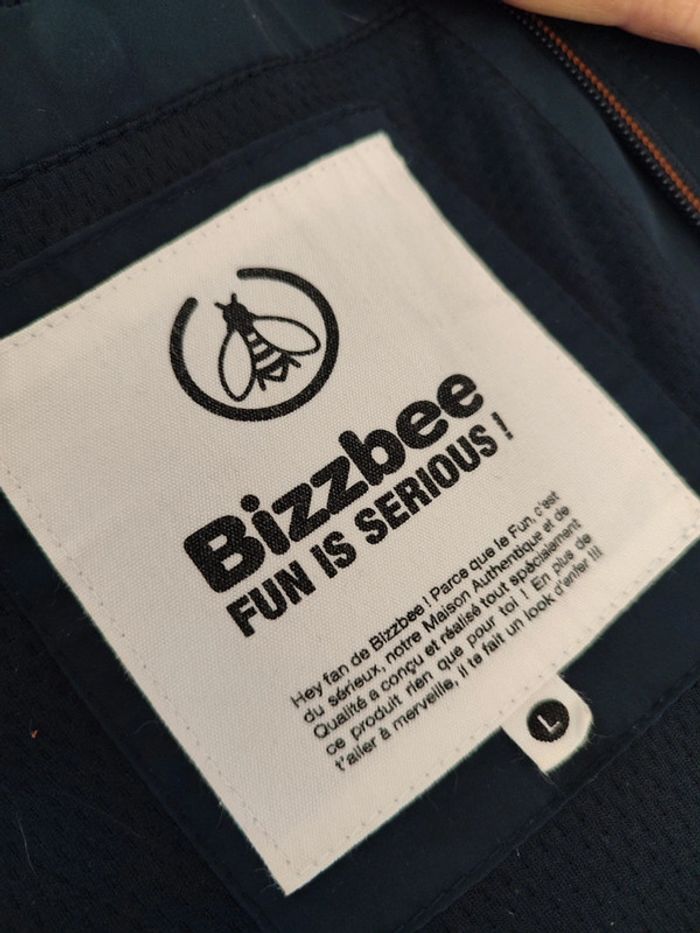 Bizzbee
FUN IS SERIOUS !
Hey fan de Bizzbee ! Parce que le Fun, c'est
du sérieux, notre Maison Authentique et de
Qualité a conçu et réalisé tout spécialement
ce produit rien que pour toi ! En plus de
t'aller à merveille, il te fait un look d'enfer !!!
L